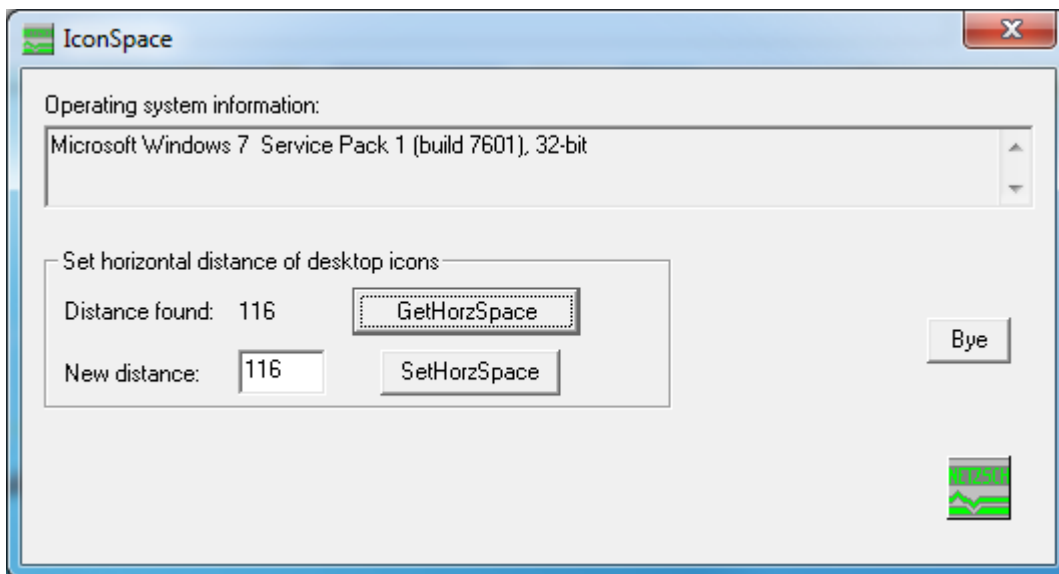 IconSpace
X
Operating system information:
Microsoft Windows 7  Service Pack 1 (build 7601), 32-bit
Set horizontal distance of desktop icons
Distance found: 116 GetHorzSpace
New distance: 116 SetHorzSpace
Bye
NETZSCH